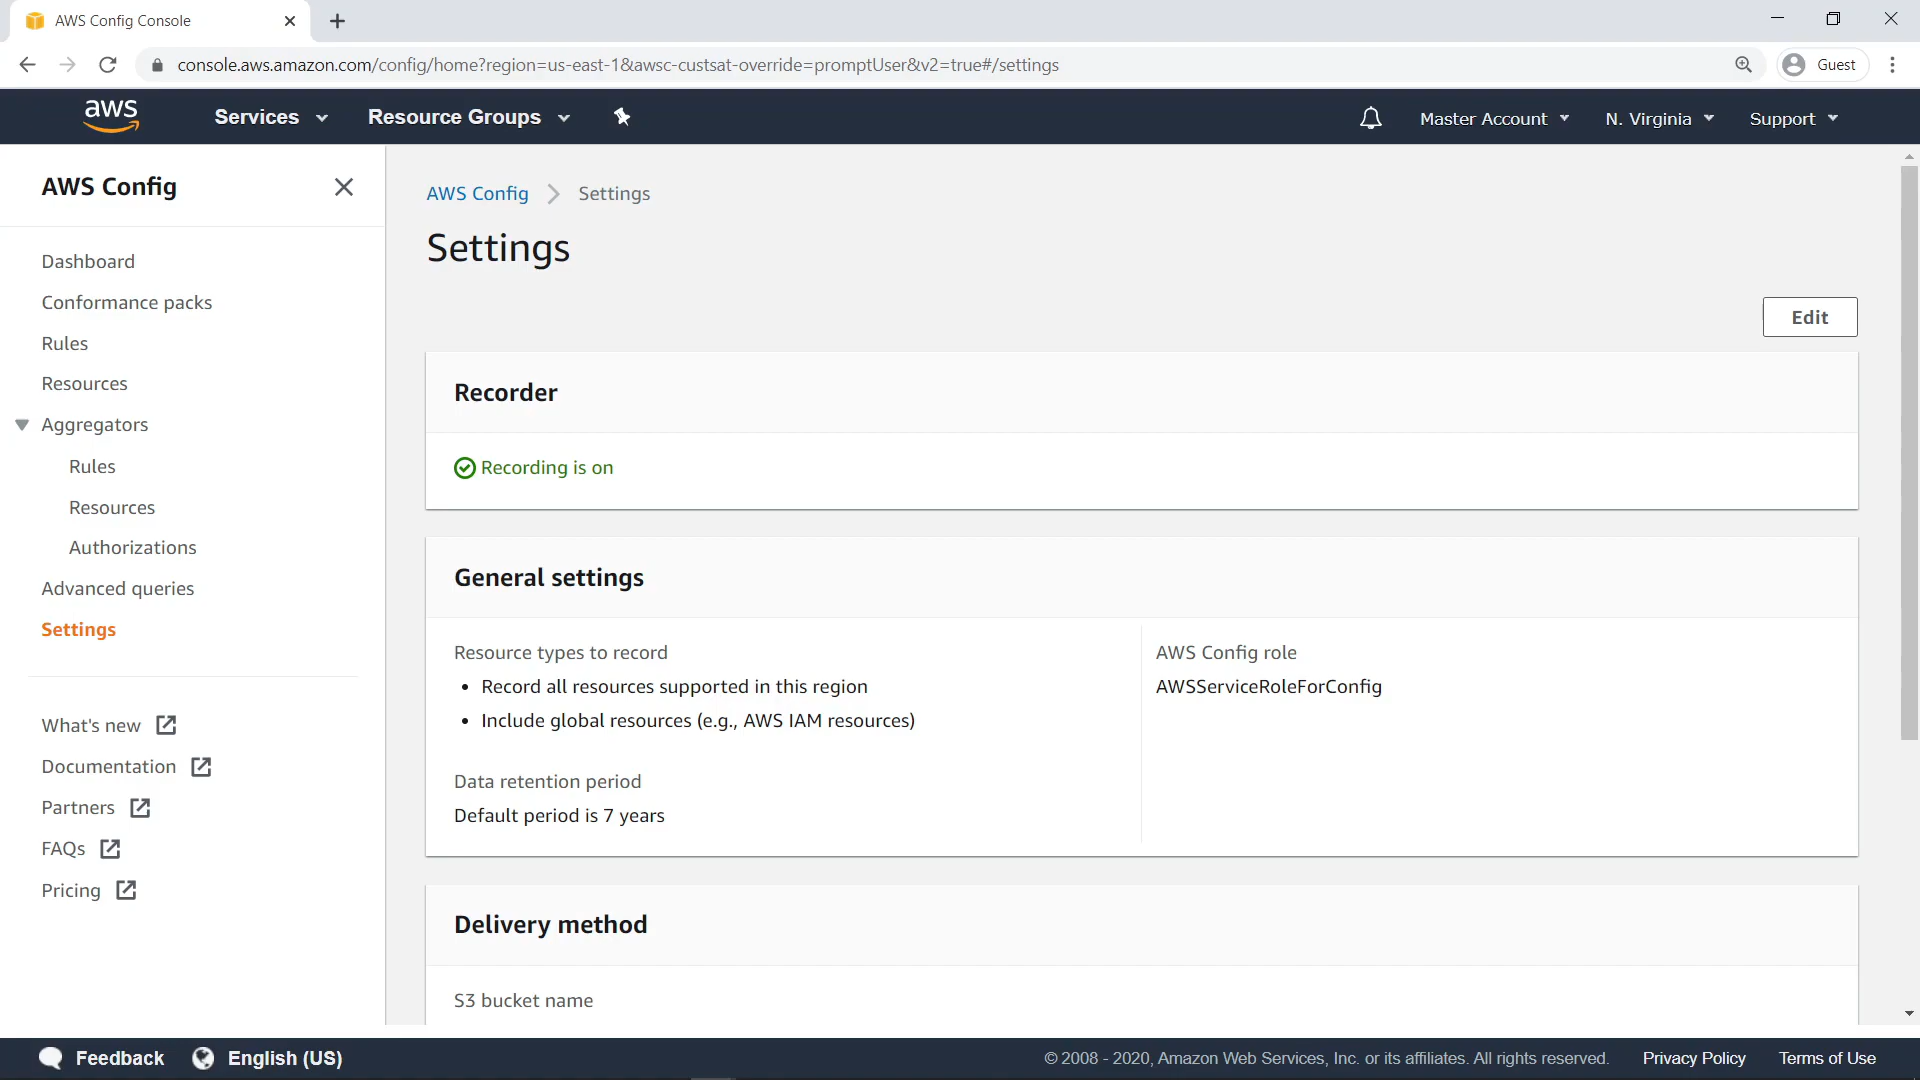 AWS Config Console
console.aws.amazon.com/config/home?region=us-east-1&awsc-custsat-override=promptUser&v2=true#/settings
Guest
aws
Services
Resource Groups
Master Account
N. Virginia
Support
AWS Config
Dashboard
Conformance packs
Rules
Resources
Aggregators
Rules
Resources
Authorizations
Advanced queries
Settings
What's new
Documentation
Partners
FAQs
Pricing
AWS Config
Settings
Settings
Edit
Recorder
Recording is on
General settings
Resource types to record
• Record all resources supported in this region
• Include global resources (e.g., AWS IAM resources)
Data retention period
Default period is 7 years
AWS Config role
AWSServiceRoleForConfig
Delivery method
S3 bucket name
Feedback
English (US)
© 2008 - 2020, Amazon Web Services, Inc. or its affiliates. All rights reserved.
Privacy Policy
Terms of Use